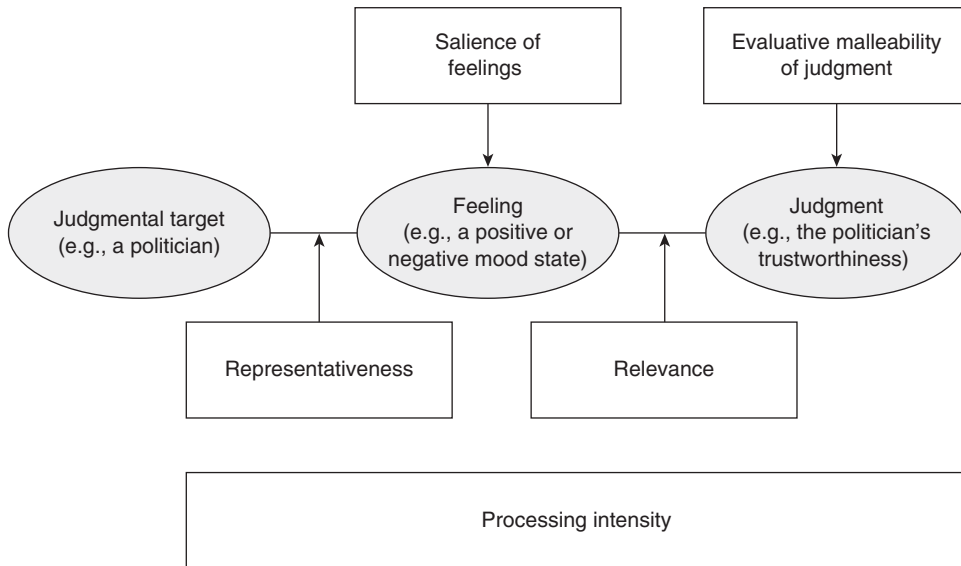 Salience of
feelings
Evaluative malleability
of judgment
Judgmental target
(e.g., a politician)
Feeling
(e.g., a positive or
negative mood state)
Judgment
(e.g., the politician’s
trustworthiness)
Representativeness
Relevance
Processing intensity